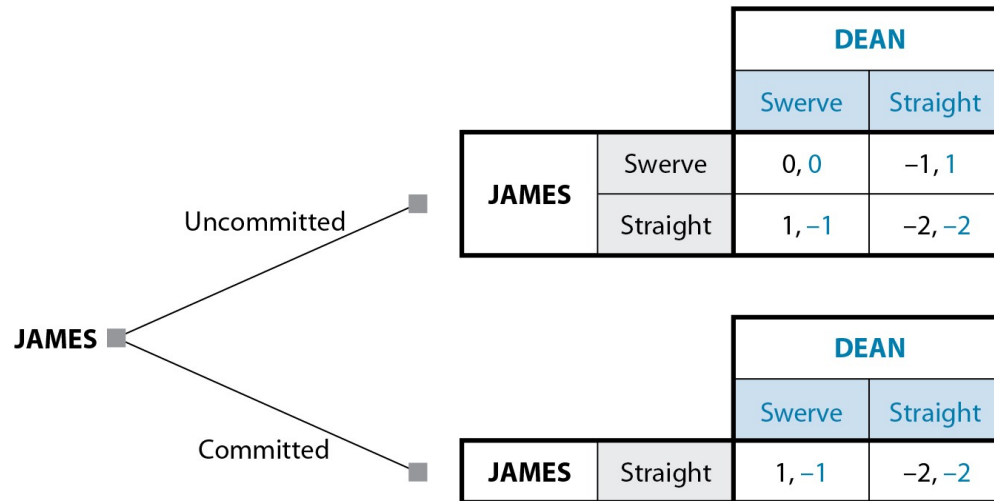 DEAN
Swerve Straight
JAMES Swerve 0, 0 –1, 1
Straight 1, –1 –2, –2
Uncommitted
JAMES
Committed
DEAN
Swerve Straight
JAMES Straight 1, –1 –2, –2